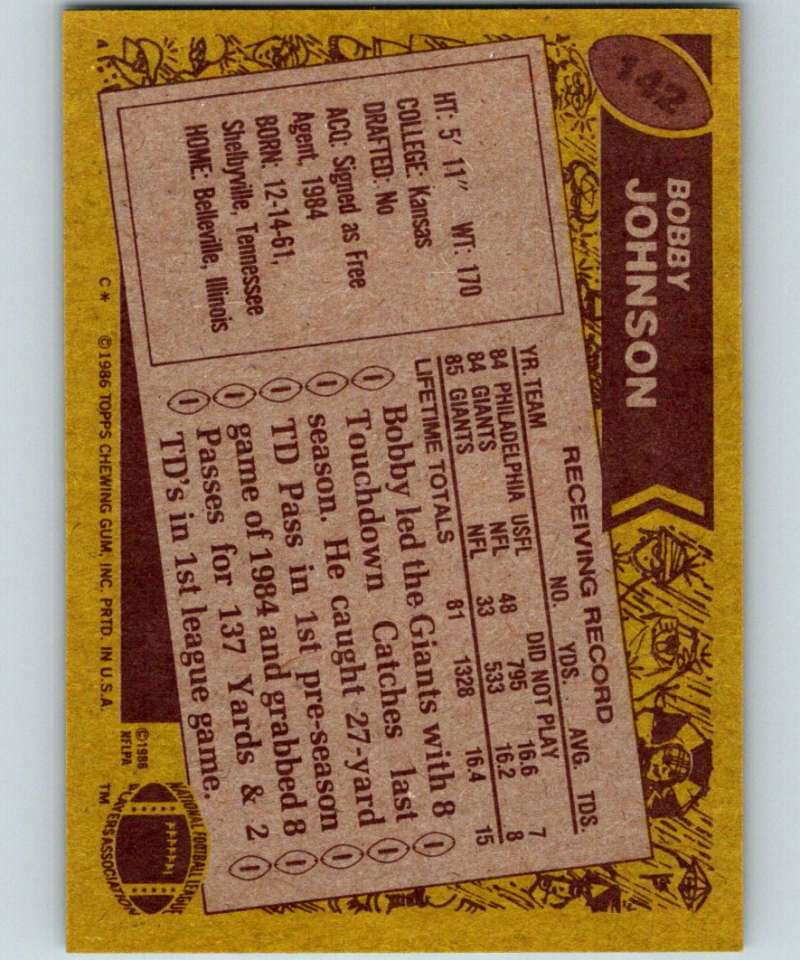 142
BOBBY
JOHNSON
HT: 5' 11" WT: 170
COLLEGE: Kansas
DRAFTED: No
ACQ: Signed as Free
Agent, 1984
BORN: 12-14-61,
Shelbyville, Tennessee
HOME: Belleville, Illinois
RECEIVING RECORD
YR. TEAM NO. YDS. AVG. TDS.
84 PHILADELPHIA USFL DID NOT PLAY
84 GIANTS NFL 48 795 16.6 7
85 GIANTS NFL 33 533 16.2 8
LIFETIME TOTALS 81 1328 16.4 15
Bobby led the Giants with 8
Touchdown Catches last
season. He caught 27-yard
TD Pass in 1st pre-season
game of 1984 and grabbed 8
Passes for 137 Yards & 2
TD's in 1st league game.
C* ©1986 TOPPS CHEWING GUM, INC. PRTD. IN U.S.A.
©1986
NFLPA
TM
NATIONAL FOOTBALL LEAGUE
PLAYERS ASSOCIATION